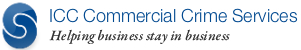 ICC Commercial Crime Services
Helping business stay in business